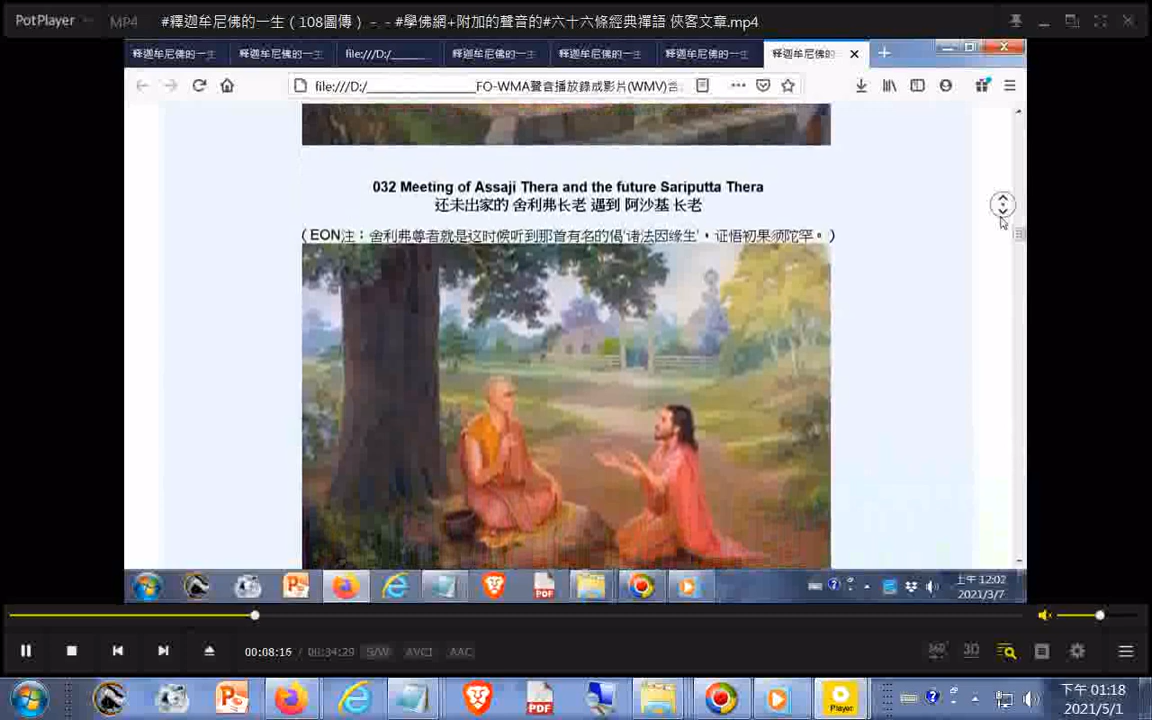 PotPlayer MP4 #釋迦牟尼佛的一生（108圖傳）- - #學佛網+附加的聲音的#六十六條經典禪語 俠客文章.mp4
釋迦牟尼佛的一生 釋迦牟尼佛的一生 file:///D:/______ 釋迦牟尼佛的一生 釋迦牟尼佛的一生 釋迦牟尼佛的一生 釋迦牟尼佛的
file:///D:/____________________FO-WMA聲音播放錄成影片(WMV)
032 Meeting of Assaji Thera and the future Sariputta Thera
还未出家的 舍利弗长老 遇到 阿沙基 长老
（EON注：舍利弗尊者就是这时候听到那首有名的偈'诸法因缘生'，证悟初果须陀罕。）
上午 12:02
2021/3/7
00:08:16 / 00:34:29 S/W AVC1 AAC
360° 3D
下午 01:18
2021/5/1
PDF
PDF
Player